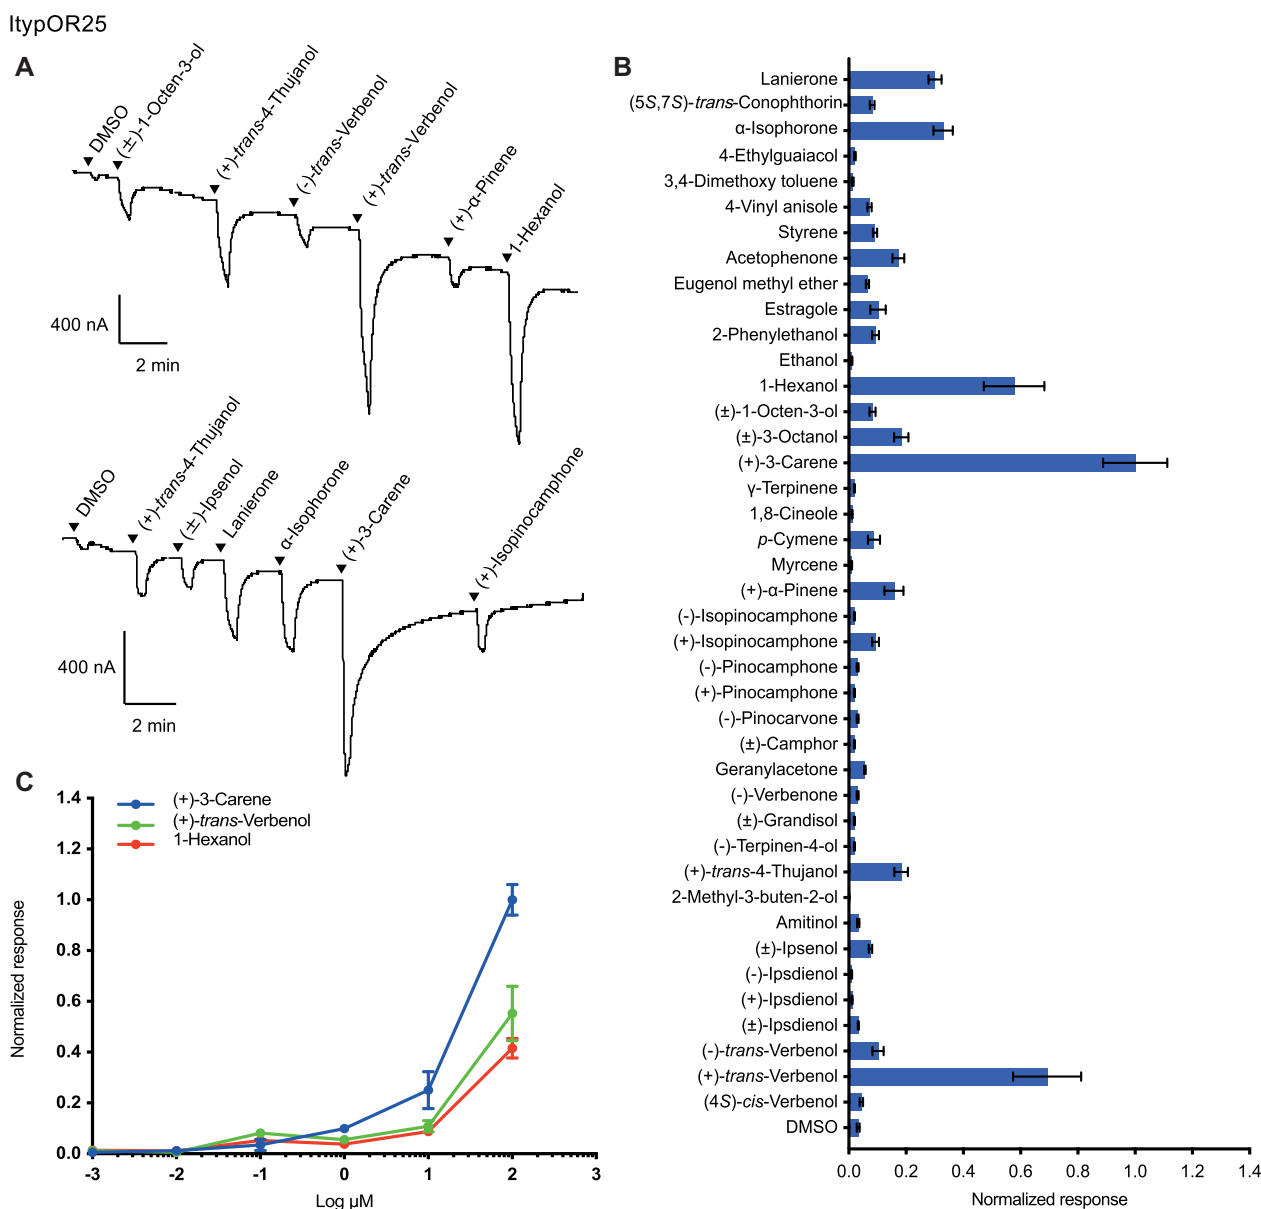 ItypOR25
A
DMSO
(±)-1-Octen-3-ol
(+)-trans-4-Thujanol
(-)-trans-Verbenol
(+)-trans-Verbenol
(+)-α-Pinene
1-Hexanol
400 nA
2 min
DMSO
(+)-trans-4-Thujanol
(±)-Ipsenol
Lanierone
α-Isophorone
(+)-3-Carene
(+)-Isopinocamphone
400 nA
2 min
B
Lanierone
(5S,7S)-trans-Conophthorin
α-Isophorone
4-Ethylguaiacol
3,4-Dimethoxy toluene
4-Vinyl anisole
Styrene
Acetophenone
Eugenol methyl ether
Estragole
2-Phenylethanol
Ethanol
1-Hexanol
(±)-1-Octen-3-ol
(±)-3-Octanol
(+)-3-Carene
γ-Terpinene
1,8-Cineole
p-Cymene
Myrcene
(+)-α-Pinene
(-)-Isopinocamphone
(+)-Isopinocamphone
(-)-Pinocamphone
(+)-Pinocamphone
(-)-Pinocarvone
(±)-Camphor
Geranylacetone
(-)-Verbenone
(±)-Grandisol
(-)-Terpinen-4-ol
(+)-trans-4-Thujanol
2-Methyl-3-buten-2-ol
Amitinol
(±)-Ipsenol
(-)-Ipsdienol
(+)-Ipsdienol
(±)-Ipsdienol
(-)-trans-Verbenol
(+)-trans-Verbenol
(4S)-cis-Verbenol
DMSO
0.0 0.2 0.4 0.6 0.8 1.0 1.2 1.4
Normalized response
C
(+)-3-Carene
(+)-trans-Verbenol
1-Hexanol
Normalized response
1.4
1.2
1.0
0.8
0.6
0.4
0.2
0.0
-3 -2 -1 0 1 2 3
Log µM